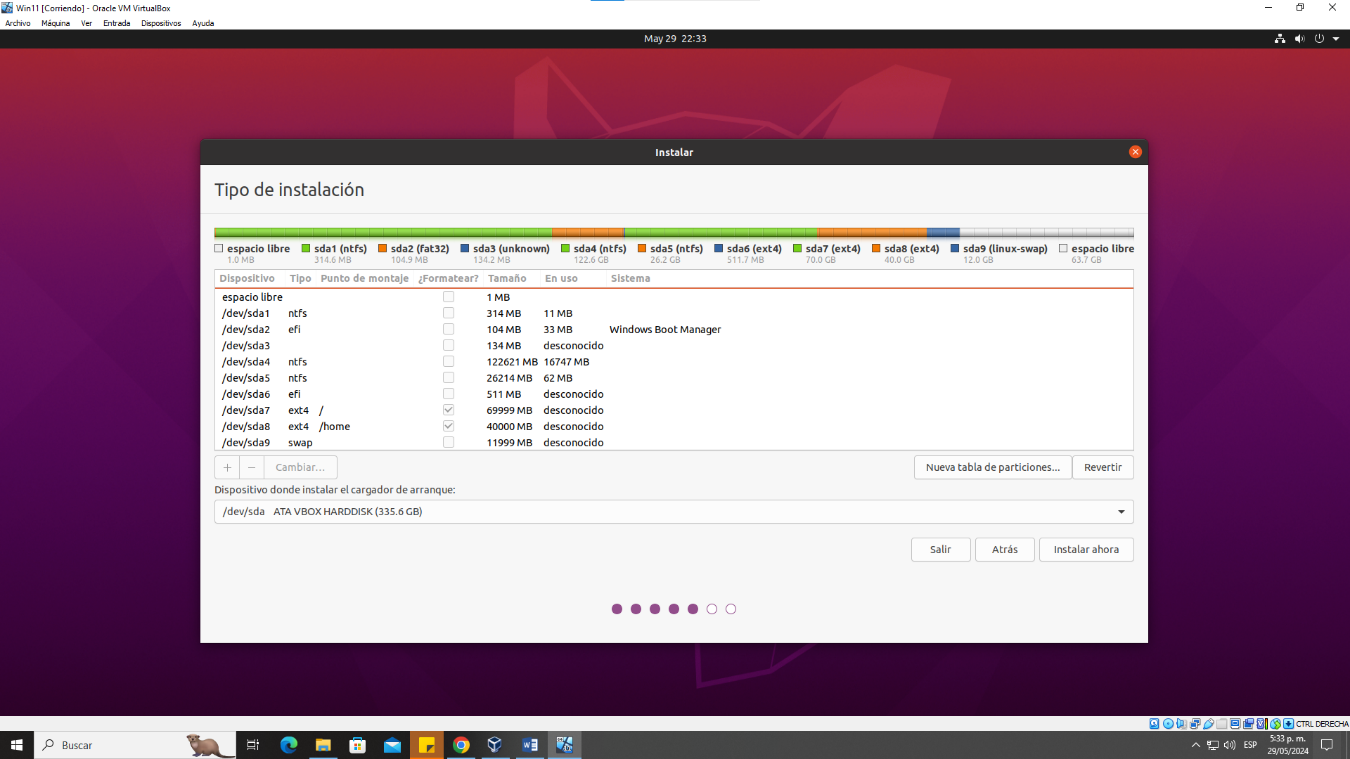 Win11 [Corriendo] - Oracle VM VirtualBox
Archivo Máquina Ver Entrada Dispositivos Ayuda
May 29 22:33
Instalar
Tipo de instalación
espacio libre sda1 (ntfs) sda2 (fat32) sda3 (unknown) sda4 (ntfs) sda5 (ntfs) sda6 (ext4) sda7 (ext4) sda8 (ext4) sda9 (linux-swap) espacio libre
1.0 MB 314.6 MB 104.9 MB 134.2 MB 122.6 GB 26.2 GB 511.7 MB 70.0 GB 40.0 GB 12.0 GB 63.7 GB
Dispositivo Tipo Punto de montaje ¿Formatear? Tamaño En uso Sistema
espacio libre 1 MB
/dev/sda1 ntfs 314 MB 11 MB
/dev/sda2 efi 104 MB 33 MB Windows Boot Manager
/dev/sda3 134 MB desconocido
/dev/sda4 ntfs 122621 MB 16747 MB
/dev/sda5 ntfs 26214 MB 62 MB
/dev/sda6 efi 511 MB desconocido
/dev/sda7 ext4 / 69999 MB desconocido
/dev/sda8 ext4 /home 40000 MB desconocido
/dev/sda9 swap 11999 MB desconocido
+ − Cambiar... Nueva tabla de particiones... Revertir
Dispositivo donde instalar el cargador de arranque:
/dev/sda ATA VBOX HARDDISK (335.6 GB)
Salir Atrás Instalar ahora
CTRL DERECHA
Buscar
ESP
5:33 p. m.
29/05/2024